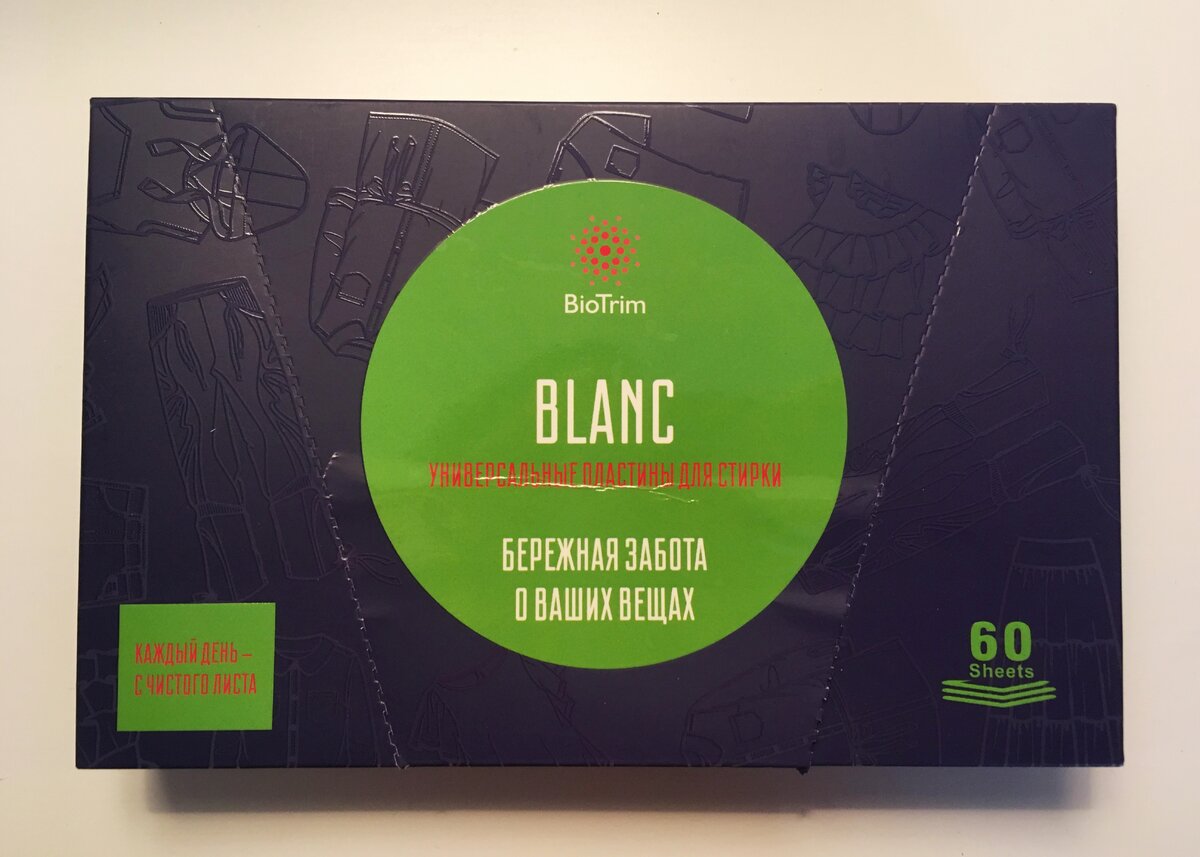 BioTrim
BLANC
УНИВЕРСАЛЬНЫЕ ПЛАСТИНЫ ДЛЯ СТИРКИ
БЕРЕЖНАЯ ЗАБОТА
О ВАШИХ ВЕЩАХ
КАЖДЫЙ ДЕНЬ –
С ЧИСТОГО ЛИСТА
60
Sheets